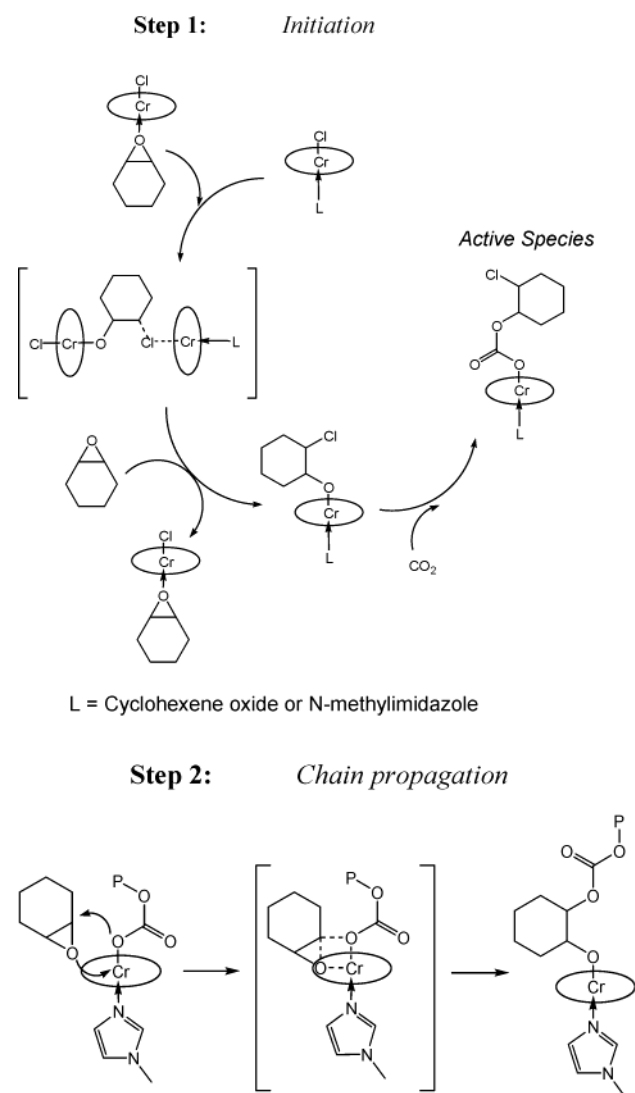 Step 1: Initiation
Cl
Cr
O
Cl
Cr
L
Active Species
Cl
O
O
O
Cr
L
Cl
Cr
O
Cl
Cr
L
O
Cl
O
Cr
L
CO2
Cl
Cr
O
L = Cyclohexene oxide or N-methylimidazole
Step 2: Chain propagation
P
O
O
O
O
Cr
N
N
P
O
O
O
O
Cr
N
N
P
O
O
O
O
Cr
N
N